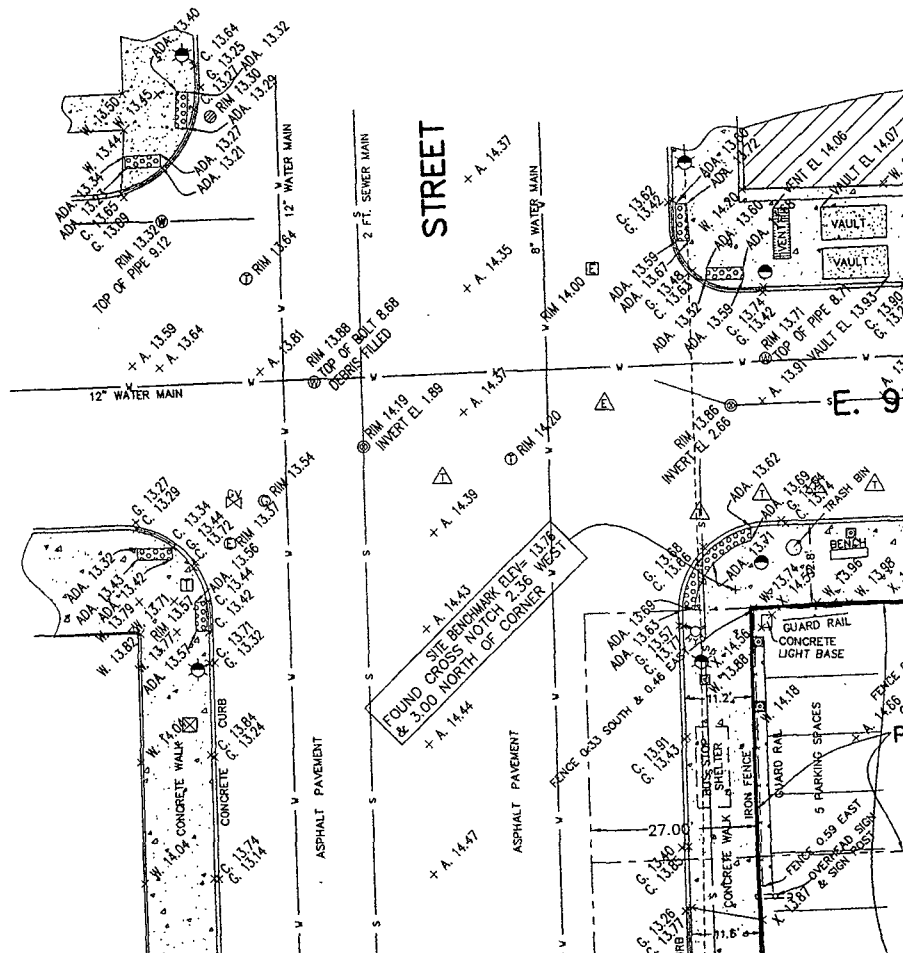 ADA. 13.40
C. 13.64
G. 13.25
C. 13.27
ADA. 13.32
RIM 13.30
ADA. 13.29
W. 13.50
W. 13.45
W. 13.44
ADA. 13.27
ADA. 13.21
ADA. 13.34
C. 13.65
G. 13.89
RIM 13.32
TOP OF PIPE 9.12
RIM 13.64
12" WATER MAIN
2 FT. SEWER MAIN
STREET
8" WATER MAIN
A. 14.37
A. 14.35
C. 13.62
G. 13.42
ADA. 13.72
W. 14.20
ADA. 13.60
VENT EL 14.06
VAULT EL 14.07
VENT
VAULT
VAULT
ADA. 13.59
ADA. 13.67
G. 13.48
C. 13.63
ADA. 13.52
ADA. 13.59
C. 13.74
G. 13.42
RIM 13.71
TOP OF PIPE 8.71
VAULT EL 13.93
C. 13.90
RIM 14.00
E
A. 13.59
A. 13.64
A. 13.81
RIM 13.88
TOP OF BOLT 8.68
DEBRIS FILLED
12" WATER MAIN
A. 14.37
A. 13.91
E. 9
RIM 14.19
INVERT EL 1.89
RIM 14.20
E
RIM 13.86
INVERT EL 2.66
T
T
T
T
RIM 13.54
RIM 13.37
G. 13.27
C. 13.29
C. 13.34
G. 13.44
C. 13.72
ADA. 13.56
C. 13.44
G. 13.42
ADA. 13.32
ADA. 13.43
ADA. 13.42
W. 13.79
W. 13.71
RIM 13.57
W. 13.82
W. 13.77
ADA. 13.57
C. 13.71
G. 13.32
A. 14.39
A. 14.43
SITE BENCHMARK ELEV= 13.76
FOUND CROSS NOTCH 2.36 WEST
& 3.00 NORTH OF CORNER
ADA. 13.62
ADA. 13.69
C. 13.74
TRASH BIN
BENCH
ADA. 13.71
G. 13.68
ADA. 13.69
ADA. 13.63
G. 13.57
W. 13.74
W. 13.96
W. 13.98
12.8'
X. 14.56
W. 13.88
GUARD RAIL
CONCRETE
LIGHT BASE
FENCE 0.33 SOUTH & 0.46 EAST
11.2'
W. 14.18
A. 14.66
W. 14.04
C. 13.84
G. 13.24
A. 14.44
C. 13.91
G. 13.43
BUS STOP
SHELTER
IRON FENCE
GUARD RAIL
5 PARKING SPACES
CONCRETE WALK
CONCRETE
CURB
ASPHALT PAVEMENT
ASPHALT PAVEMENT
27.00
W. 14.04
C. 13.74
G. 13.14
A. 14.47
G. 13.40
C. 13.85
CONCRETE WALK
FENCE 0.59 EAST
OVERHEAD SIGN
& SIGN POST
X. 13.87
G. 13.26
C. 13.77
11.6'